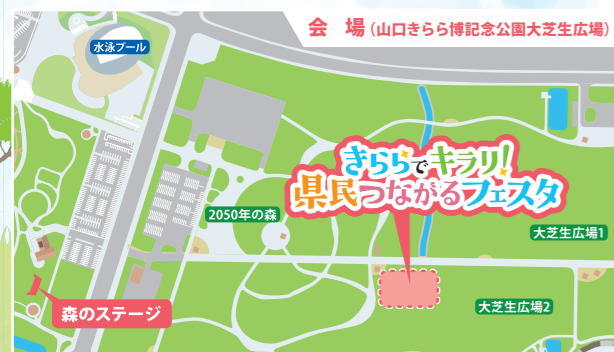 会　場（山口きらら博記念公園大芝生広場）
水泳プール
きららでキラリ!
県民つながるフェスタ
2050年の森
大芝生広場1
大芝生広場2
森のステージ